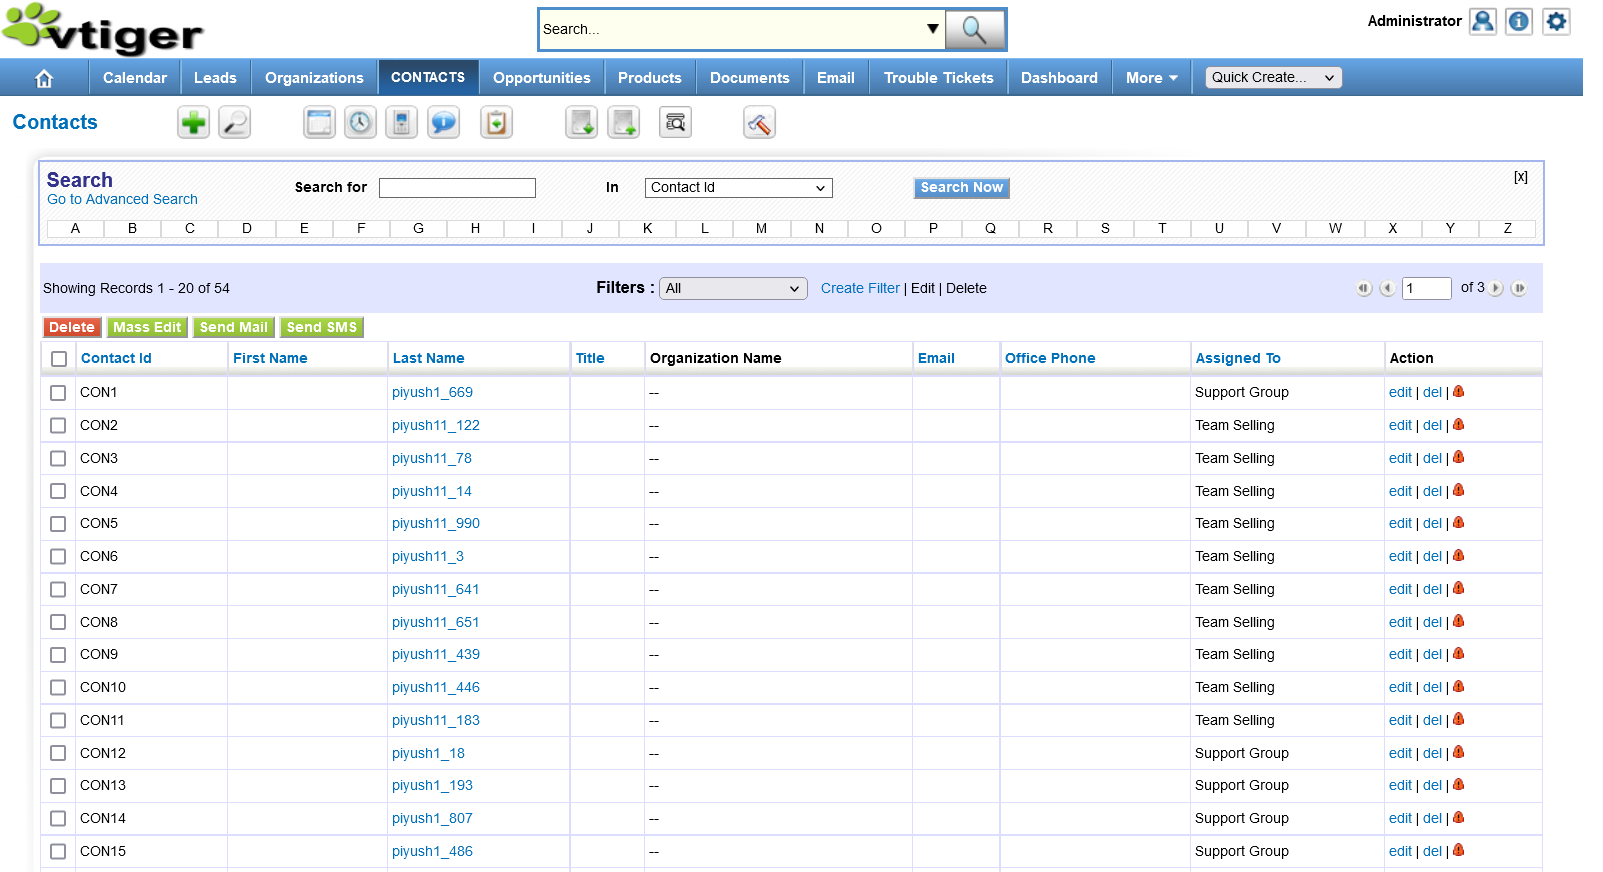 vtiger
Search...
Administrator
Calendar Leads Organizations CONTACTS Opportunities Products Documents Email Trouble Tickets Dashboard More Quick Create...
Contacts
Search
Go to Advanced Search
Search for In Contact Id Search Now [x]
A B C D E F G H I J K L M N O P Q R S T U V W X Y Z
Showing Records 1 - 20 of 54 Filters : All Create Filter | Edit | Delete 1 of 3
Delete Mass Edit Send Mail Send SMS
Contact Id First Name Last Name Title Organization Name Email Office Phone Assigned To Action
CON1 piyush1_669 -- Support Group edit | del |
CON2 piyush11_122 -- Team Selling edit | del |
CON3 piyush11_78 -- Team Selling edit | del |
CON4 piyush11_14 -- Team Selling edit | del |
CON5 piyush11_990 -- Team Selling edit | del |
CON6 piyush11_3 -- Team Selling edit | del |
CON7 piyush11_641 -- Team Selling edit | del |
CON8 piyush11_651 -- Team Selling edit | del |
CON9 piyush11_439 -- Team Selling edit | del |
CON10 piyush11_446 -- Team Selling edit | del |
CON11 piyush11_183 -- Team Selling edit | del |
CON12 piyush1_18 -- Support Group edit | del |
CON13 piyush1_193 -- Support Group edit | del |
CON14 piyush1_807 -- Support Group edit | del |
CON15 piyush1_486 -- Support Group edit | del |